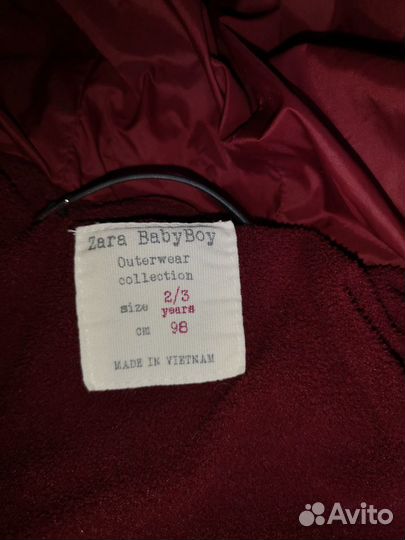 Zara BabyBoy
Outerwear
collection
size 2/3 years
cm 98
MADE IN VIETNAM
Avito